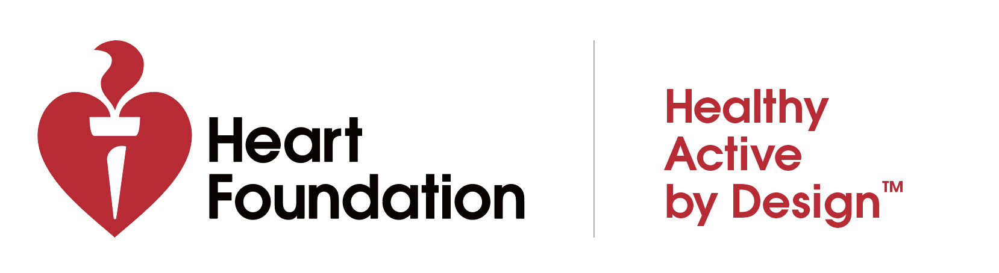 Heart
Foundation
Healthy
Active
by Design™